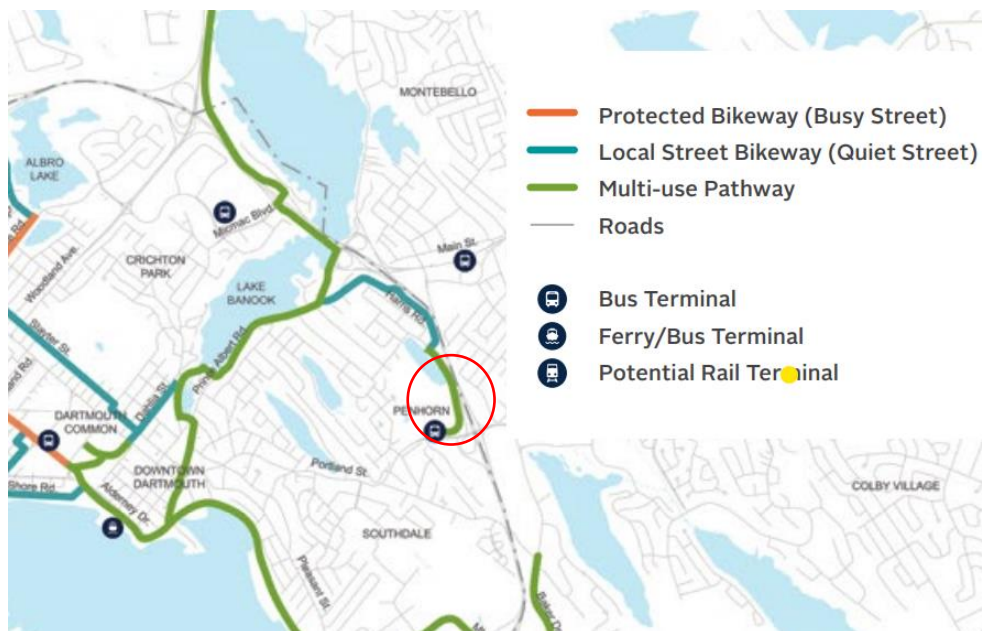 MONTEBELLO
ALBRO
LAKE
Micmac Blvd.
Main St.
Woodland Ave.
CRICHTON
PARK
LAKE
BANOOK
Harris Rd.
Slayter St.
Prince Albert Rd.
Dahlia St.
PENHORN
DARTMOUTH
COMMON
Portland St.
DOWNTOWN
DARTMOUTH
Shore Rd.
Alderney Dr.
SOUTHDALE
Pleasant St.
Baker Dr
COLBY VILLAGE
Protected Bikeway (Busy Street)
Local Street Bikeway (Quiet Street)
Multi-use Pathway
Roads
Bus Terminal
Ferry/Bus Terminal
Potential Rail Terminal